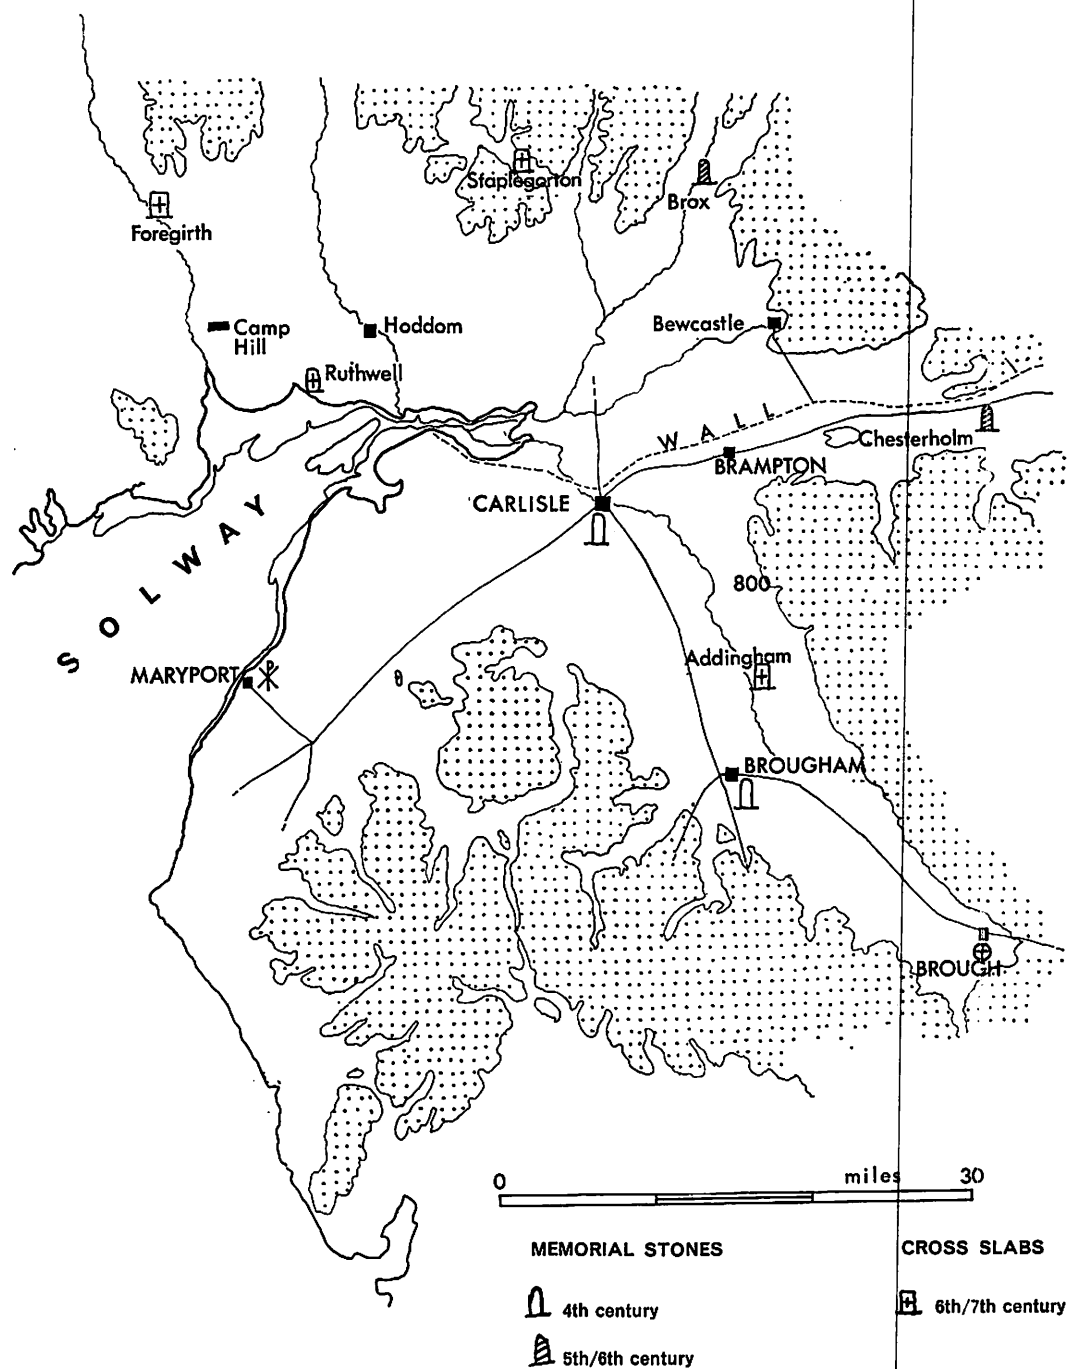 Staplegorton
Brox
Foregirth
Camp
Hill
Hoddom
Bewcastle
Ruthwell
WALL
Chesterholm
BRAMPTON
CARLISLE
SOLWAY
800
Addingham
MARYPORT
BROUGHAM
BROUGH
0 miles 30
MEMORIAL STONES
4th century
5th/6th century
CROSS SLABS
6th/7th century